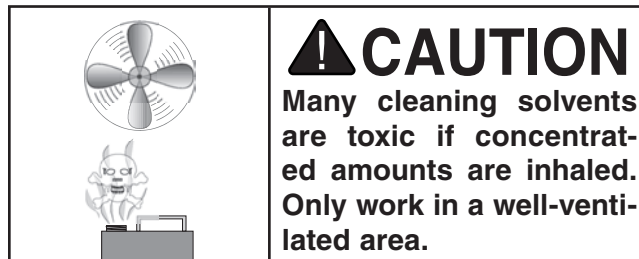 CAUTION
Many cleaning solvents
are toxic if concentrat-
ed amounts are inhaled.
Only work in a well-venti-
lated area.